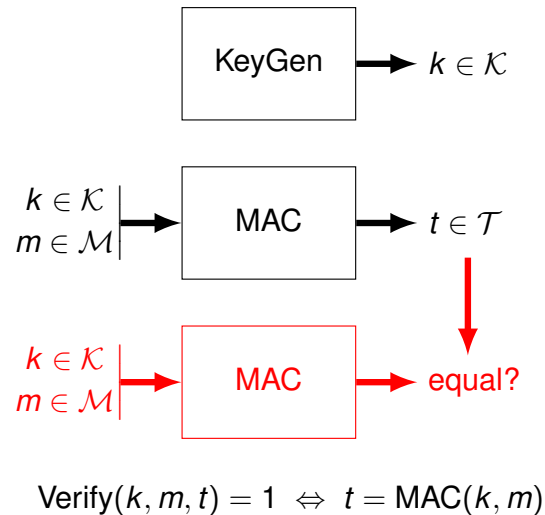 KeyGen
k ∈ 𝒦
k ∈ 𝒦
m ∈ ℳ
MAC
t ∈ 𝒯
k ∈ 𝒦
m ∈ ℳ
MAC
equal?
Verify(k, m, t) = 1 ⇔ t = MAC(k, m)